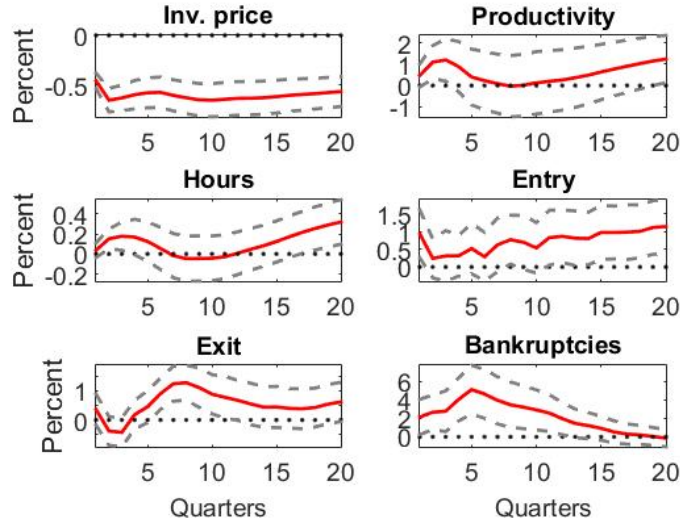 Inv. price
Productivity
Percent
0
-0.5
5 10 15 20
2
1
0
-1
5 10 15 20
Hours
Entry
Percent
0.4
0.2
0
-0.2
5 10 15 20
1.5
1
0.5
0
5 10 15 20
Exit
Bankruptcies
Percent
1
0
5 10 15 20
Quarters
6
4
2
0
5 10 15 20
Quarters